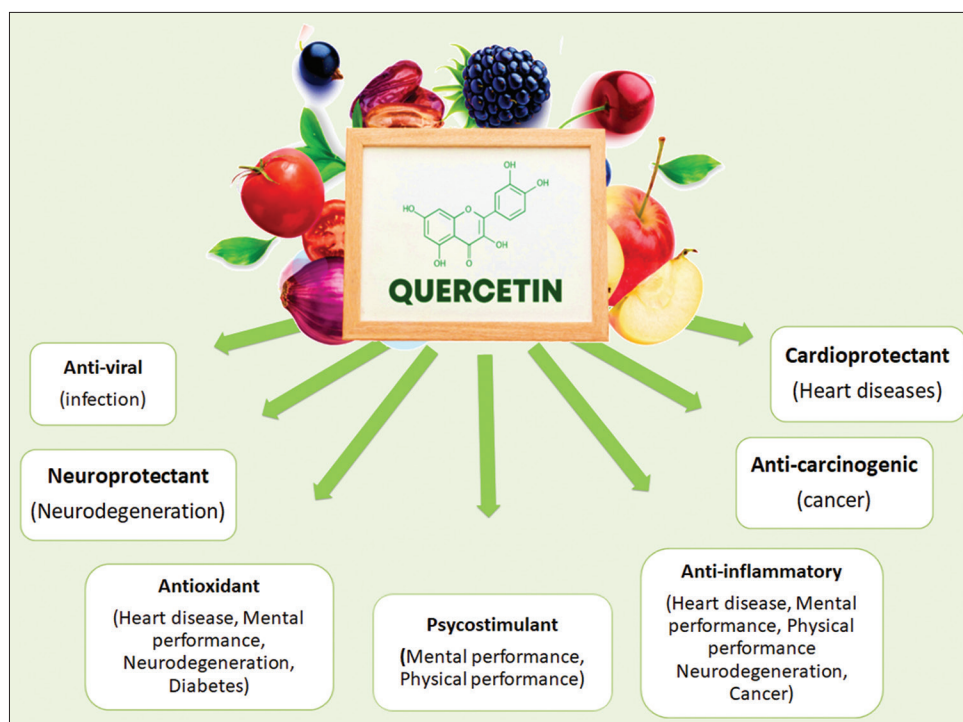 OH
OH
HO
O
OH
OH
O
QUERCETIN
Anti-viral
(infection)
Neuroprotectant
(Neurodegeneration)
Antioxidant
(Heart disease, Mental
performance,
Neurodegeneration,
Diabetes)
Psycostimulant
(Mental performance,
Physical performance)
Anti-inflammatory
(Heart disease, Mental
performance, Physical
performance
Neurodegeneration,
Cancer)
Anti-carcinogenic
(cancer)
Cardioprotectant
(Heart diseases)